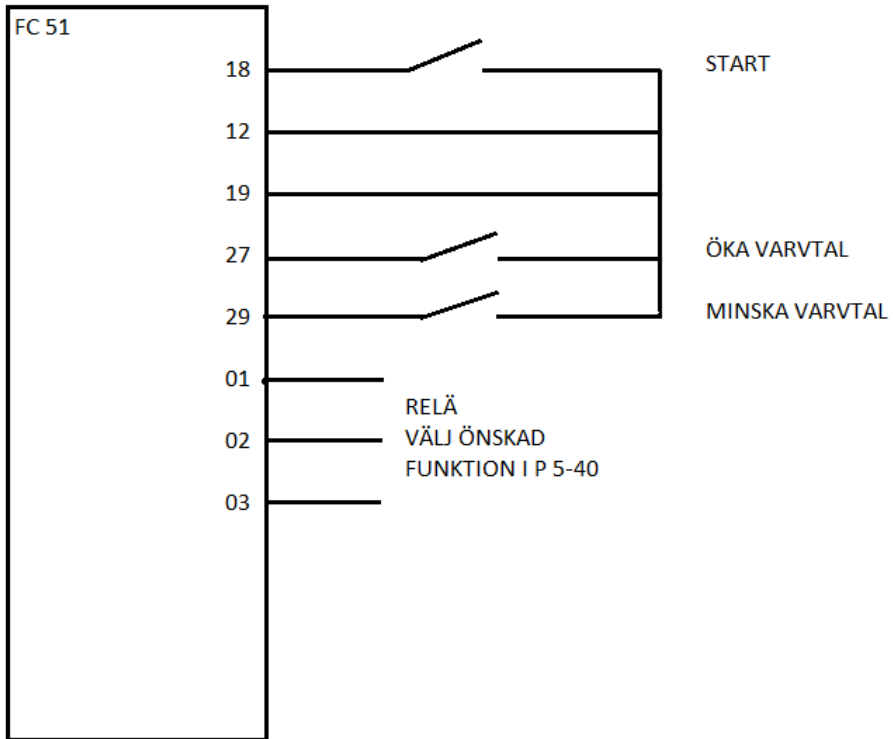 FC 51
18
START
12
19
27
ÖKA VARVTAL
29
MINSKA VARVTAL
01
RELÄ
02
VÄLJ ÖNSKAD
FUNKTION I P 5-40
03